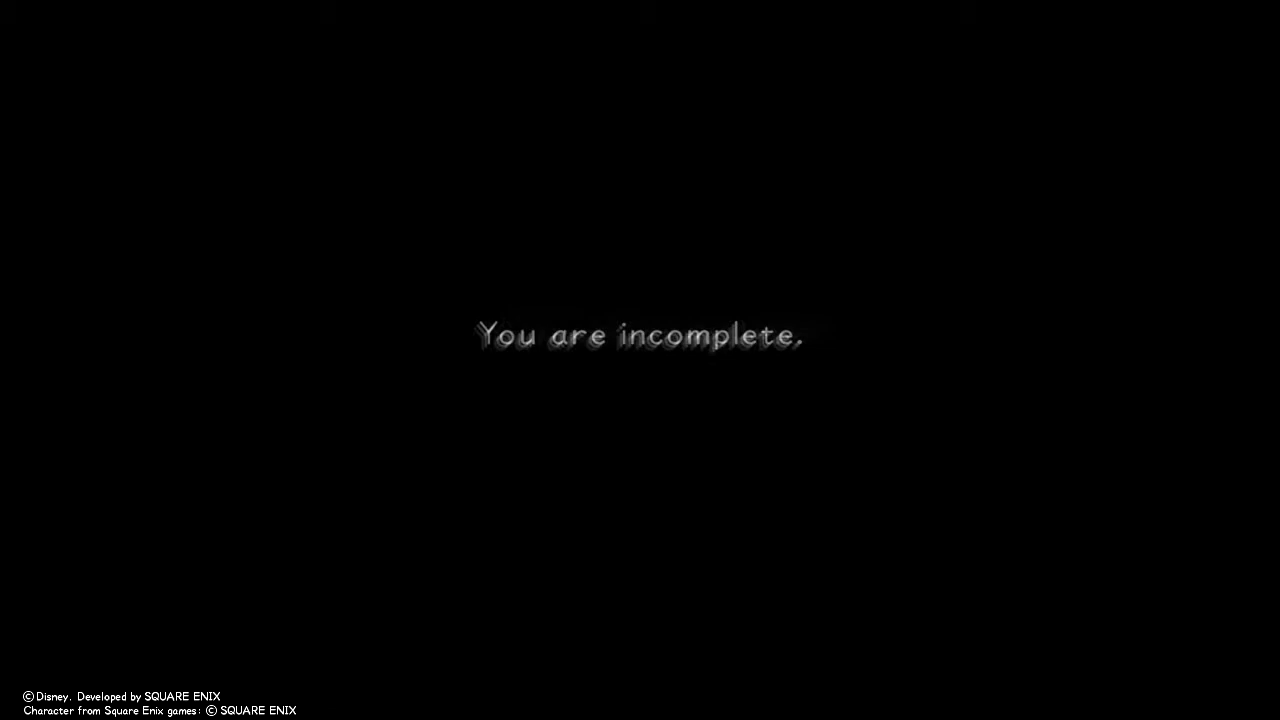 You are incomplete.
©Disney. Developed by SQUARE ENIX
Character from Square Enix games: © SQUARE ENIX